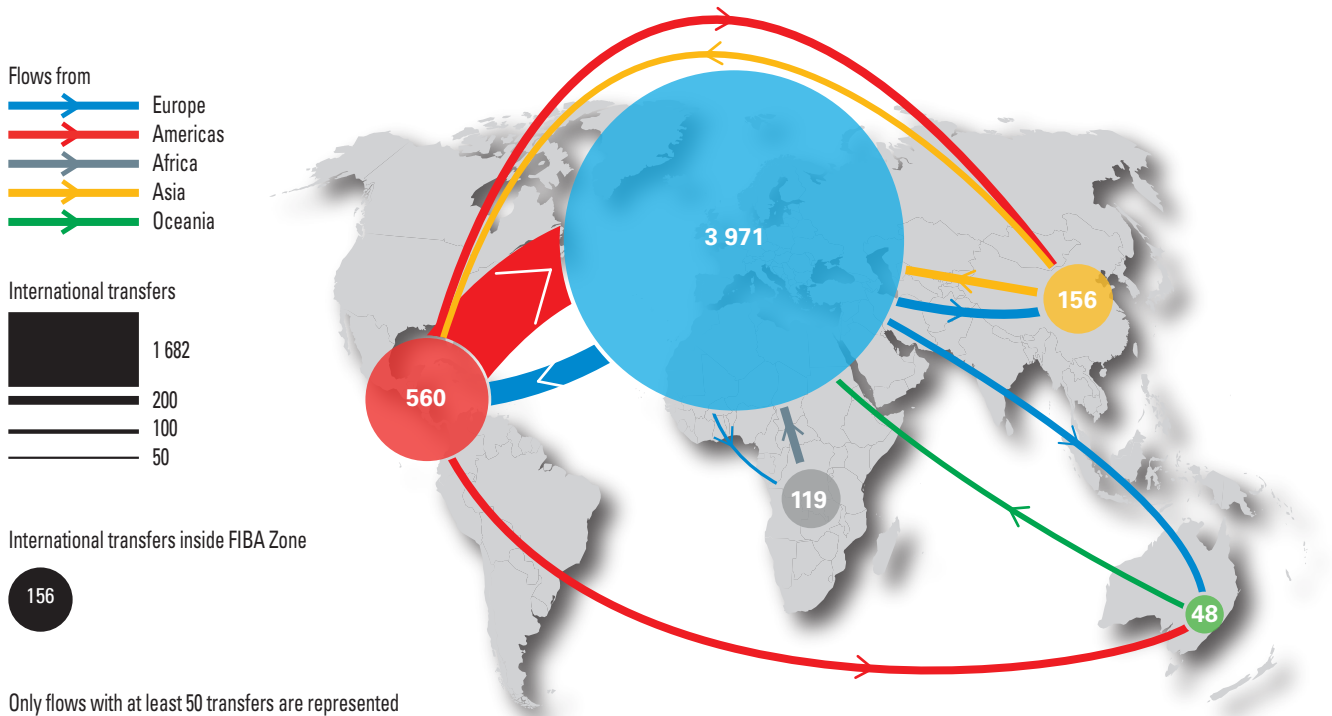 Flows from
Europe
Americas
Africa
Asia
Oceania
International transfers
1 682
200
100
50
International transfers inside FIBA Zone
156
Only flows with at least 50 transfers are represented
3 971
156
560
119
48